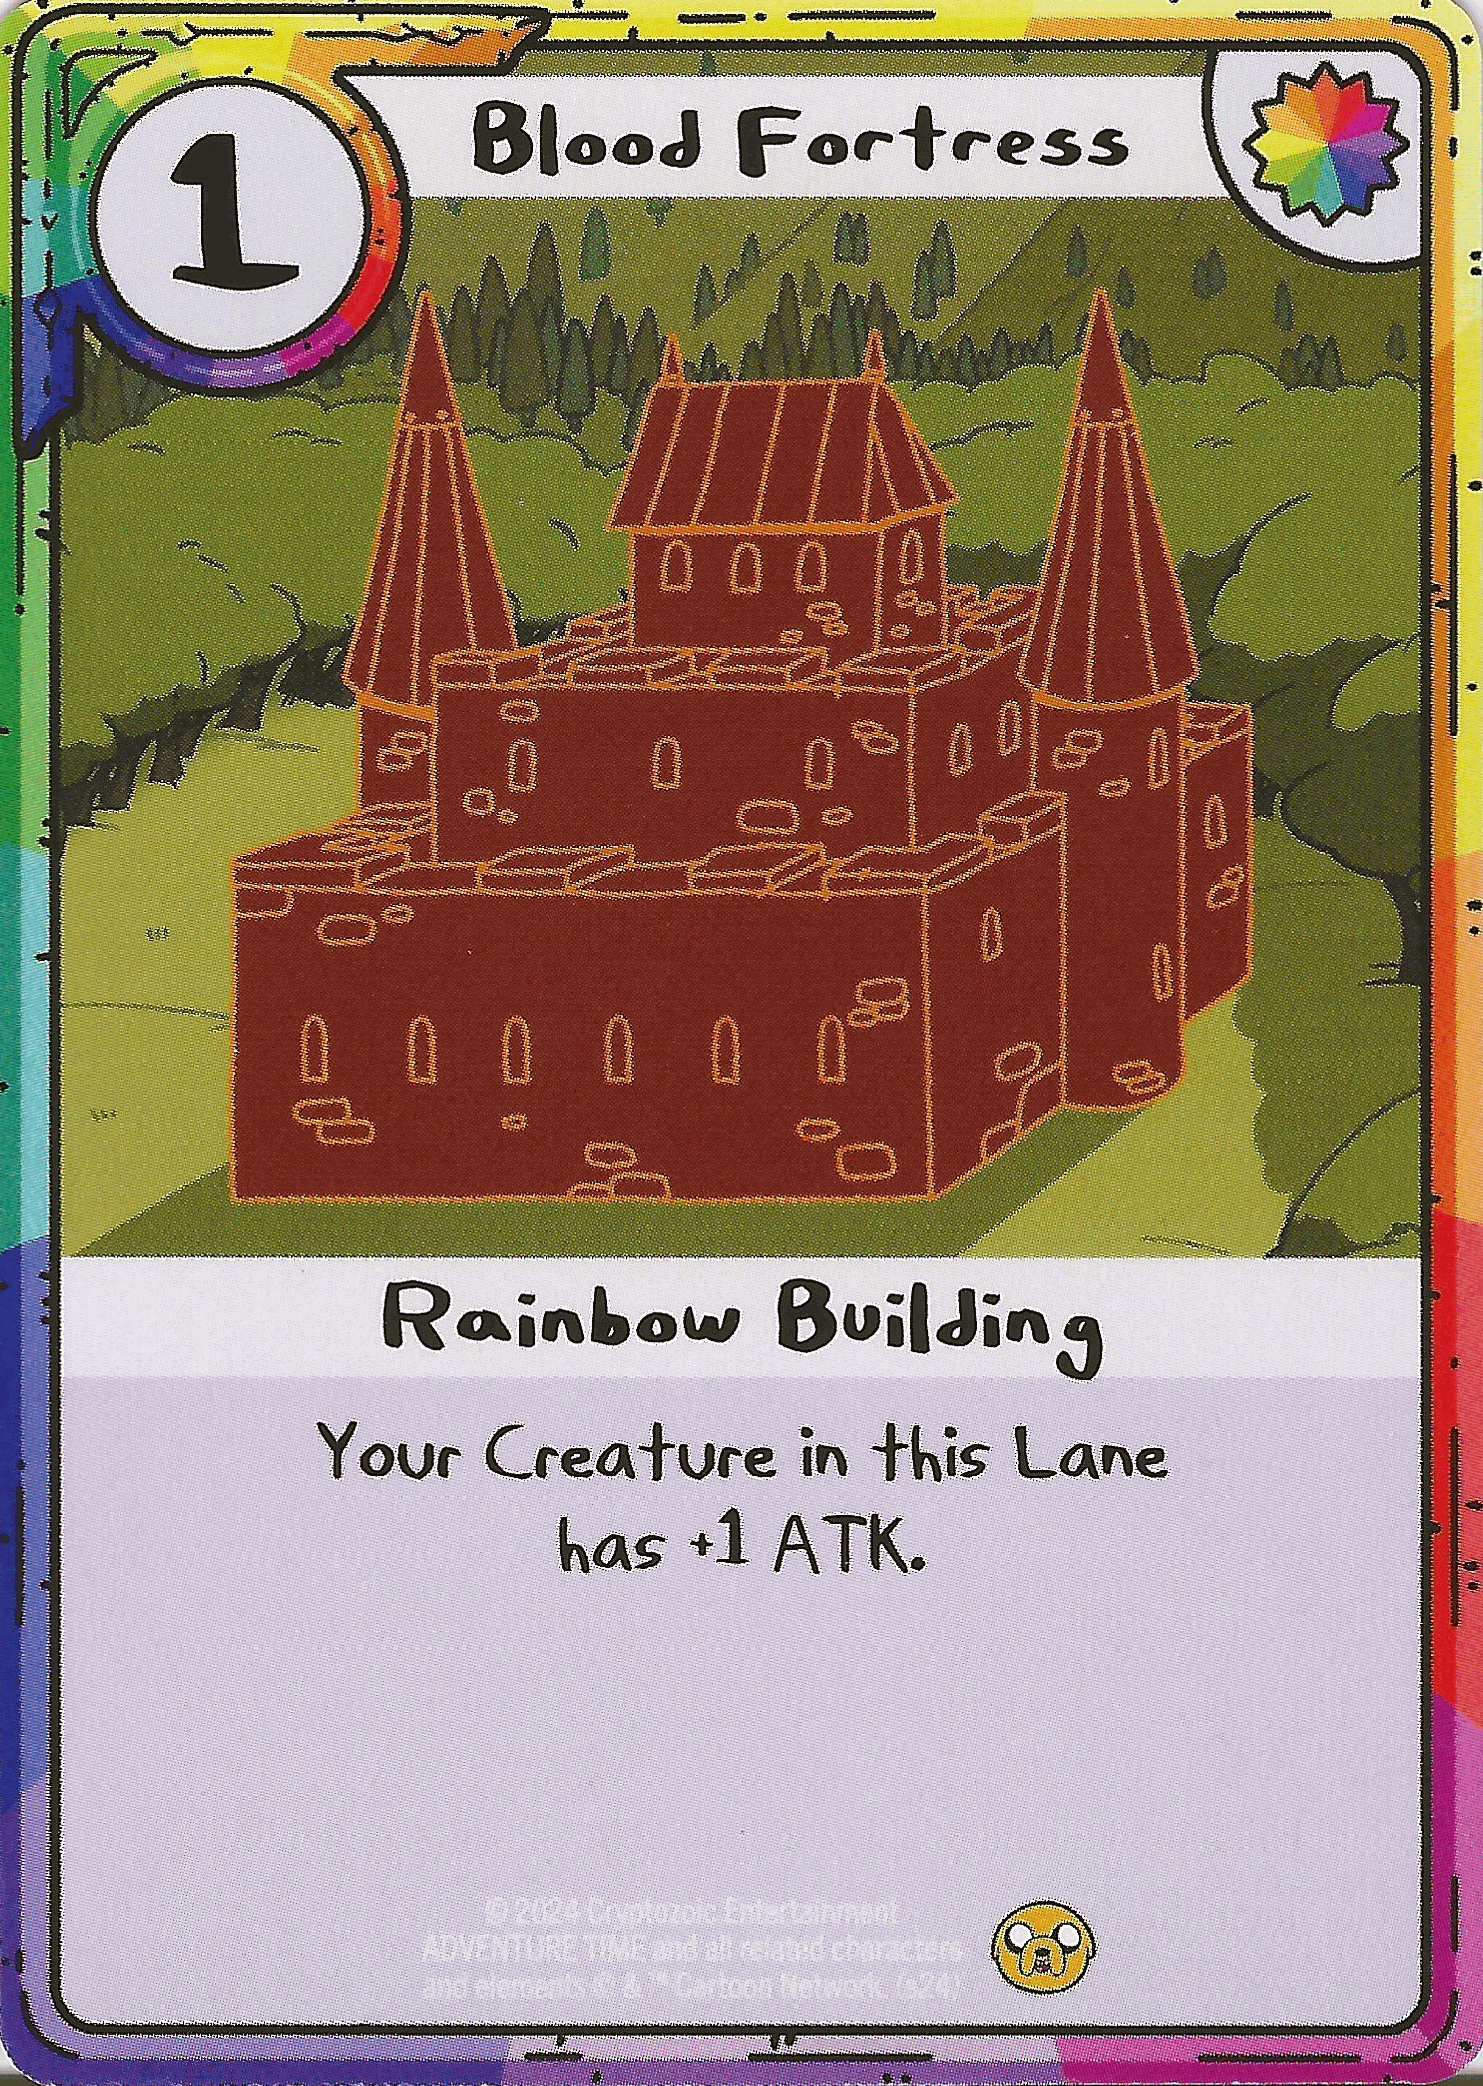 1
Blood Fortress
Rainbow Building
Your Creature in this Lane
has +1 ATK.
© 2024 Cryptozoic Entertainment
ADVENTURE TIME and all related characters
and elements © & ™ Cartoon Network. (s24)